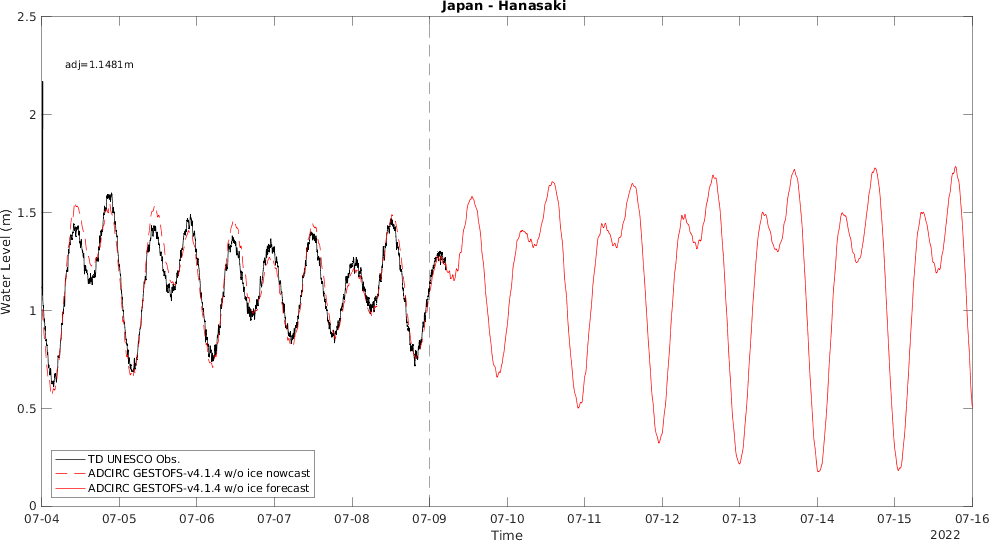 Japan - Hanasaki
2.5
adj=1.1481m
2
1.5
Water Level (m)
1
0.5
TD UNESCO Obs.
ADCIRC GESTOFS-v4.1.4 w/o ice nowcast
ADCIRC GESTOFS-v4.1.4 w/o ice forecast
0
07-04 07-05 07-06 07-07 07-08 07-09 07-10 07-11 07-12 07-13 07-14 07-15 07-16
Time
2022